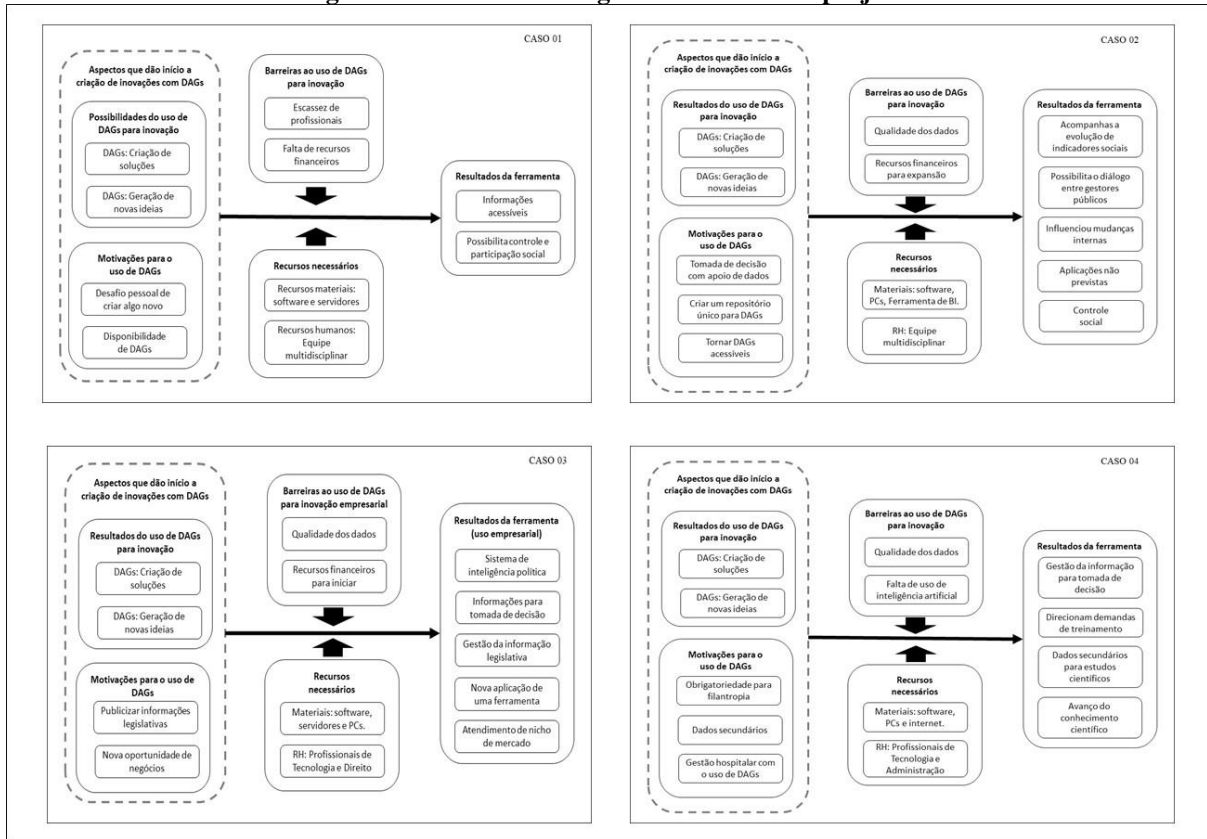 CASO 01
Aspectos que dão início a
criação de inovações com DAGs
Possibilidades do uso de
DAGs para inovação
DAGs: Criação de
soluções
DAGs: Geração de
novas ideias
Motivações para o
uso de DAGs
Desafio pessoal de
criar algo novo
Disponibilidade
de DAGs
Barreiras ao uso de DAGs
para inovação
Escassez de
profissionais
Falta de recursos
financeiros
Recursos necessários
Recursos materiais:
software e servidores
Recursos humanos:
Equipe
multidisciplinar
Resultados da ferramenta
Informações
acessíveis
Possibilita controle e
participação social
CASO 02
Aspectos que dão início a
criação de inovações com DAGs
Resultados do uso de DAGs
para inovação
DAGs: Criação de
soluções
DAGs: Geração de
novas ideias
Motivações para o
uso de DAGs
Tomada de decisão
com apoio de dados
Criar um repositório
único para DAGs
Tornar DAGs
acessíveis
Barreiras ao uso de DAGs
para inovação
Qualidade dos dados
Recursos financeiros
para expansão
Recursos
necessários
Materiais: software,
PCs, Ferramenta de BI.
RH: Equipe
multidisciplinar
Resultados da ferramenta
Acompanhas a
evolução de
indicadores sociais
Possibilita o diálogo
entre gestores
públicos
Influenciou mudanças
internas
Aplicações não
previstas
Controle
social
CASO 03
Aspectos que dão início a
criação de inovações com DAGs
Resultados do uso de DAGs
para inovação
DAGs: Criação de
soluções
DAGs: Geração de
novas ideias
Motivações para o uso de
DAGs
Publicizar informações
legislativas
Nova oportunidade de
negócios
Barreiras ao uso de DAGs
para inovação empresarial
Qualidade dos dados
Recursos financeiros
para iniciar
Recursos
necessários
Materiais: software,
servidores e PCs.
RH: Profissionais de
Tecnologia e Direito
Resultados da ferramenta
(uso empresarial)
Sistema de
inteligência política
Informações para
tomada de decisão
Gestão da informação
legislativa
Nova aplicação de
uma ferramenta
Atendimento de nicho
de mercado
CASO 04
Aspectos que dão início a
criação de inovações com DAGs
Resultados do uso de DAGs
para inovação
DAGs: Criação de
soluções
DAGs: Geração de
novas ideias
Motivações para o
uso de DAGs
Obrigatoriedade para
filantropia
Dados secundários
Gestão hospitalar com
o uso de DAGs
Barreiras ao uso de DAGs
para inovação
Qualidade dos dados
Falta de uso de
inteligência artificial
Recursos
necessários
Materiais: software,
PCs e internet.
RH: Profissionais de
Tecnologia e
Administração
Resultados da ferramenta
Gestão da informação
para tomada de
decisão
Direcionam demandas
de treinamento
Dados secundários
para estudos
científicos
Avanço do
conhecimento
científico